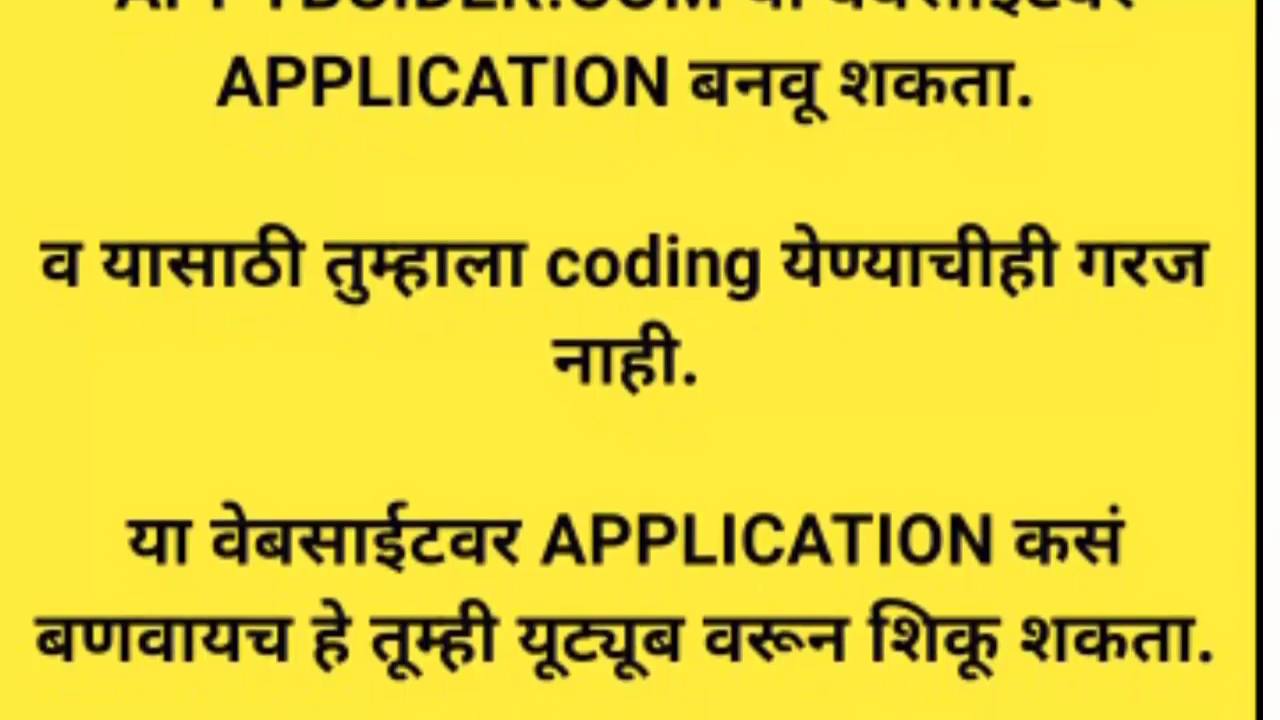 APPLICATION बनवू शकता.
व यासाठी तुम्हाला coding येण्याचीही गरज
नाही.
या वेबसाईटवर APPLICATION कसं
बणवायच हे तूम्ही यूट्यूब वरून शिकू शकता.